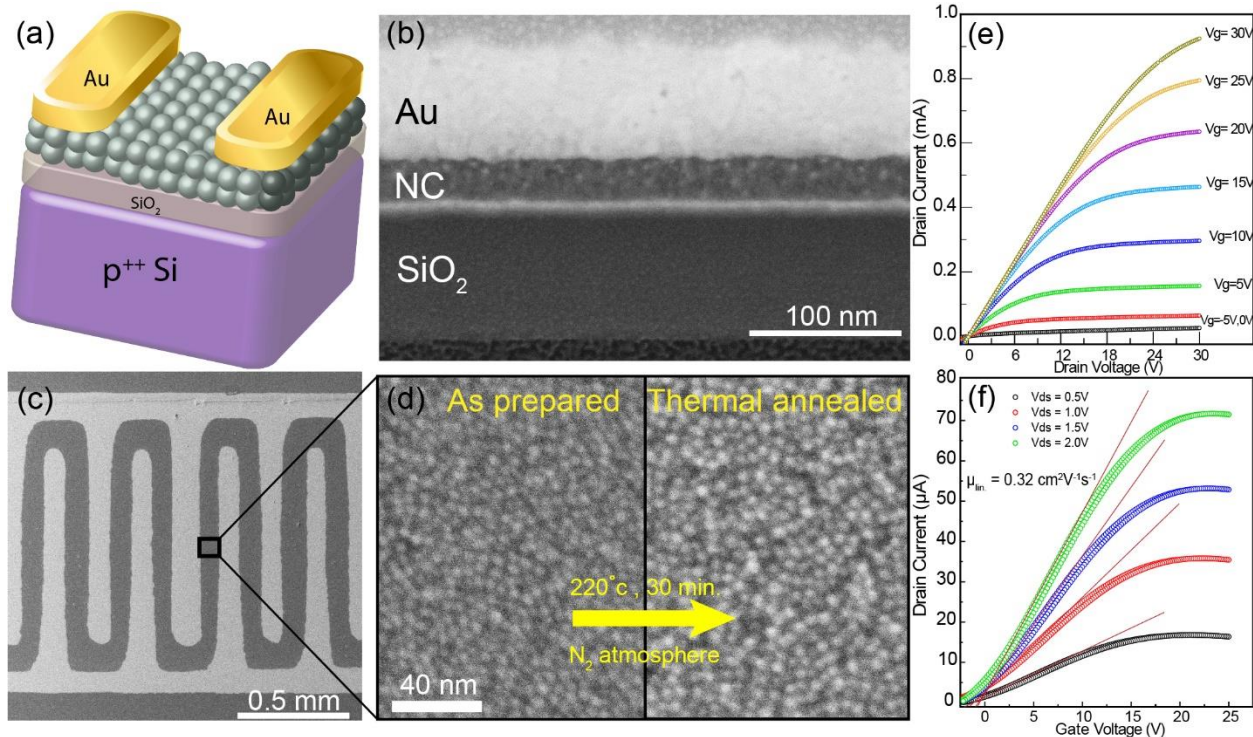 (a)
Au
Au
SiO₂
p⁺⁺ Si
(b)
Au
NC
SiO₂
100 nm
(c)
0.5 mm
(d)
As prepared
Thermal annealed
220°c , 30 min.
N₂ atmosphere
40 nm
(e)
Drain Current (mA)
1.0
0.8
0.6
0.4
0.2
0.0
Vg= 30V
Vg= 25V
Vg= 20V
Vg= 15V
Vg=10V
Vg=5V
Vg=-5V,0V
0 6 12 18 24 30
Drain Voltage (V)
(f)
Drain Current (µA)
80
70
60
50
40
30
20
10
0
Vds = 0.5V
Vds = 1.0V
Vds = 1.5V
Vds = 2.0V
µlin. = 0.32 cm²V⁻¹s⁻¹
0 5 10 15 20 25
Gate Voltage (V)